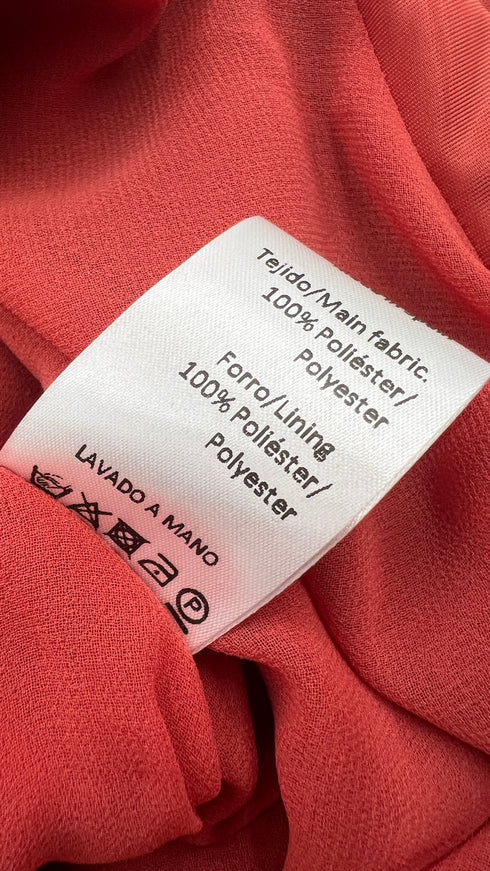 Tejido/Main fabric.
100% Poliéster/
Polyester
Forro/Lining
100% Poliéster/
Polyester
LAVADO A MANO
P